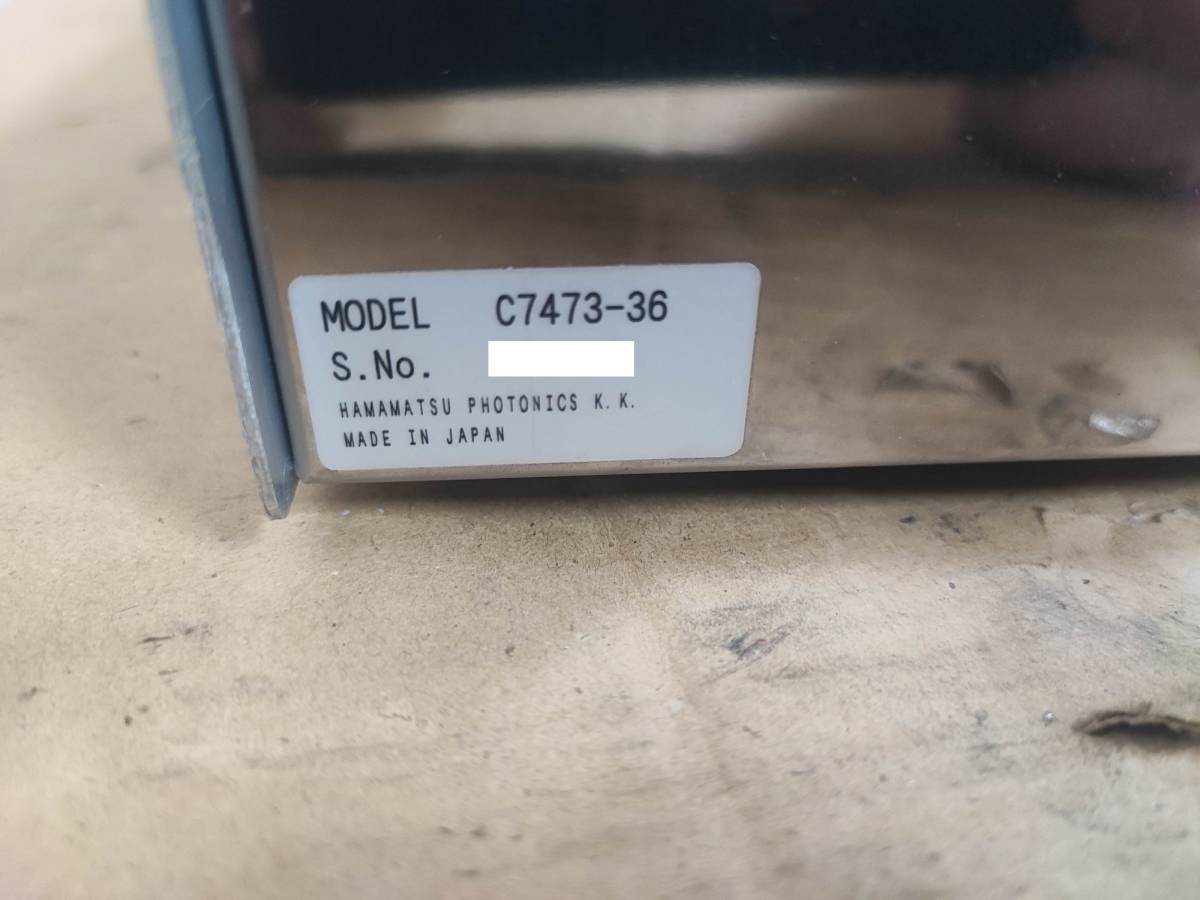 MODEL C7473-36
S.No.
HAMAMATSU PHOTONICS K.K.
MADE IN JAPAN